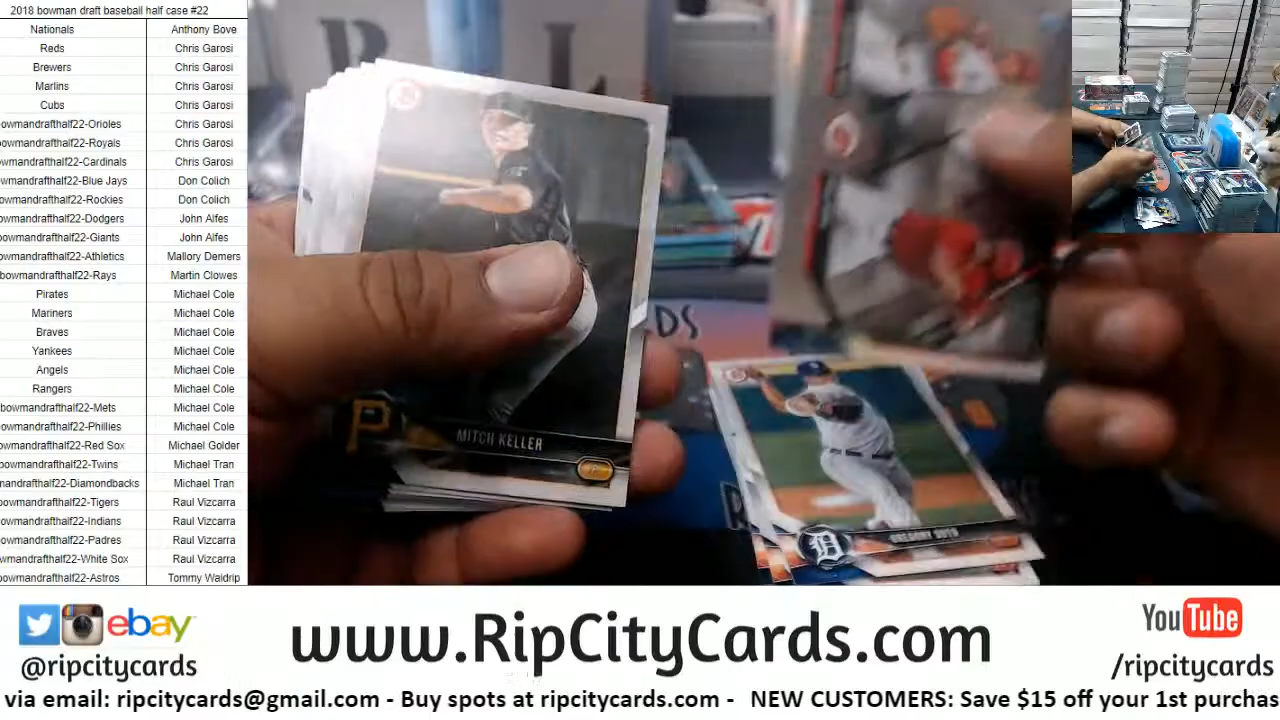 2018 bowman draft baseball half case #22
Nationals Anthony Bove
Reds Chris Garosi
Brewers Chris Garosi
Marlins Chris Garosi
Cubs Chris Garosi
owmandrafthalf22-Orioles Chris Garosi
owmandrafthalf22-Royals Chris Garosi
wmandrafthalf22-Cardinals Chris Garosi
owmandrafthalf22-Blue Jays Don Colich
owmandrafthalf22-Rockies Don Colich
owmandrafthalf22-Dodgers John Alfes
owmandrafthalf22-Giants John Alfes
owmandrafthalf22-Athletics Mallory Demers
bowmandrafthalf22-Rays Martin Clowes
Pirates Michael Cole
Mariners Michael Cole
Braves Michael Cole
Yankees Michael Cole
Angels Michael Cole
Rangers Michael Cole
bowmandrafthalf22-Mets Michael Cole
owmandrafthalf22-Phillies Michael Cole
owmandrafthalf22-Red Sox Michael Golder
owmandrafthalf22-Twins Michael Tran
mandrafthalf22-Diamondbacks Michael Tran
owmandrafthalf22-Tigers Raul Vizcarra
owmandrafthalf22-Indians Raul Vizcarra
owmandrafthalf22-Padres Raul Vizcarra
wmandrafthalf22-White Sox Raul Vizcarra
owmandrafthalf22-Astros Tommy Waldrip
P
MITCH KELLER
P
DS
D
GREGORY SOTO
ebay
@ripcitycards
www.RipCityCards.com
YouTube
/ripcitycards
via email: ripcitycards@gmail.com - Buy spots at ripcitycards.com - NEW CUSTOMERS: Save $15 off your 1st purchas